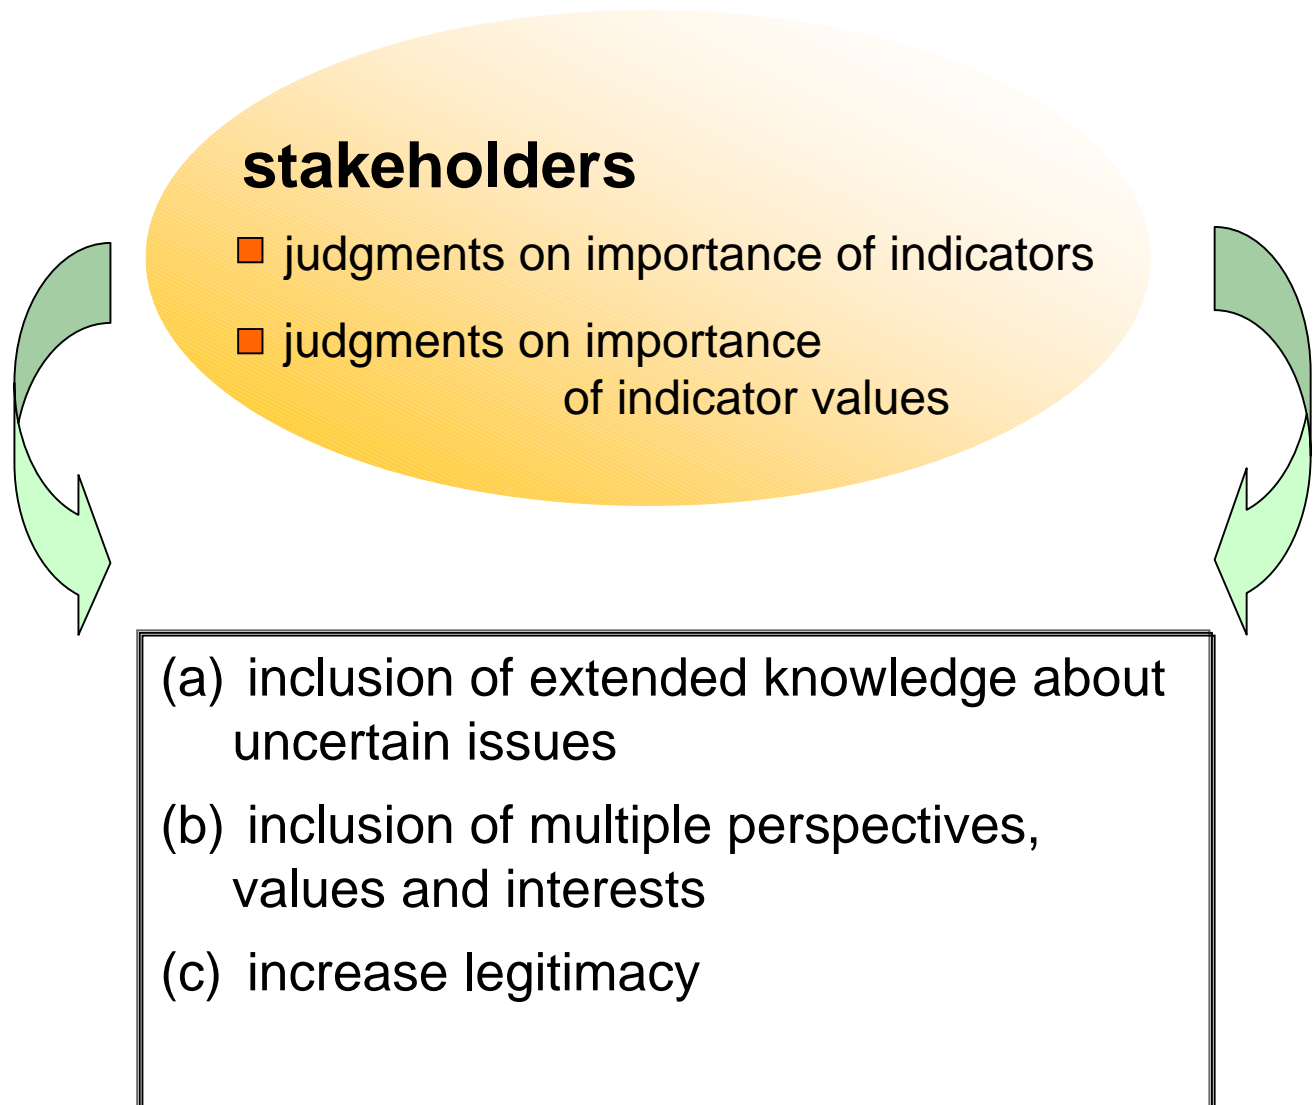 stakeholders
judgments on importance of indicators
judgments on importance
of indicator values
(a) inclusion of extended knowledge about
uncertain issues
(b) inclusion of multiple perspectives,
values and interests
(c) increase legitimacy